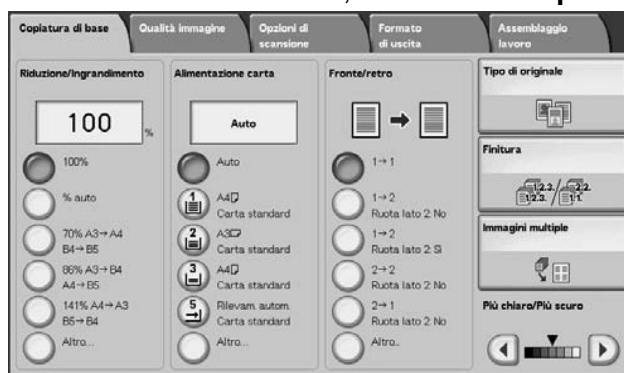 Copiatura di base
Qualità immagine
Opzioni di
scansione
Formato
di uscita
Assemblaggio
lavoro
Riduzione/Ingrandimento
100 %
100%
% auto
70% A3→A4
B4→B5
86% A3→B4
A4→B5
141% A4→A3
B5→B4
Altro...
Alimentazione carta
Auto
Auto
1 A4
Carta standard
2 A3
Carta standard
3 A4
Carta standard
5 Rilevam. autom.
Carta standard
Altro...
Fronte/retro
1→1
1→2
Ruota lato 2: No
1→2
Ruota lato 2: Sì
2→2
Ruota lato 2: No
2→1
Ruota lato 2: No
Altro..
Tipo di originale
Finitura
Immagini multiple
Più chiaro/Più scuro